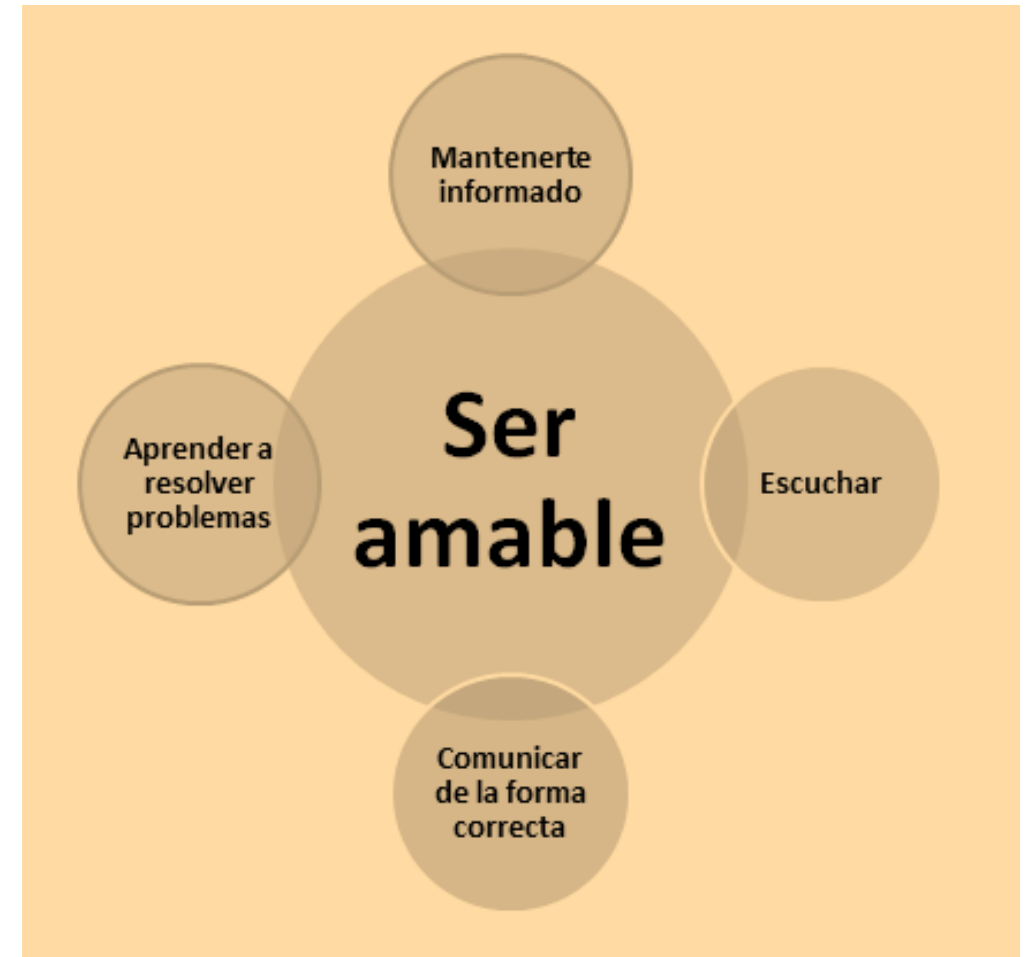 Mantenerte
informado
Ser
amable
Aprender a
resolver
problemas
Escuchar
Comunicar
de la forma
correcta